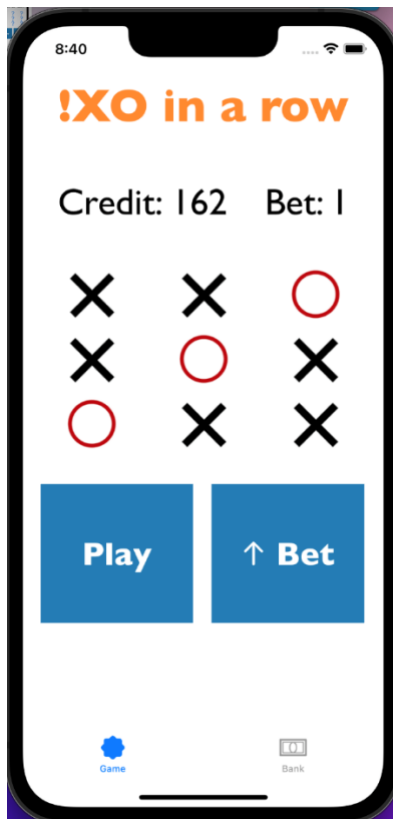 8:40
!XO in a row
Credit: 162 Bet: 1
X X O
X O X
O X X
Play ↑ Bet
Game Bank